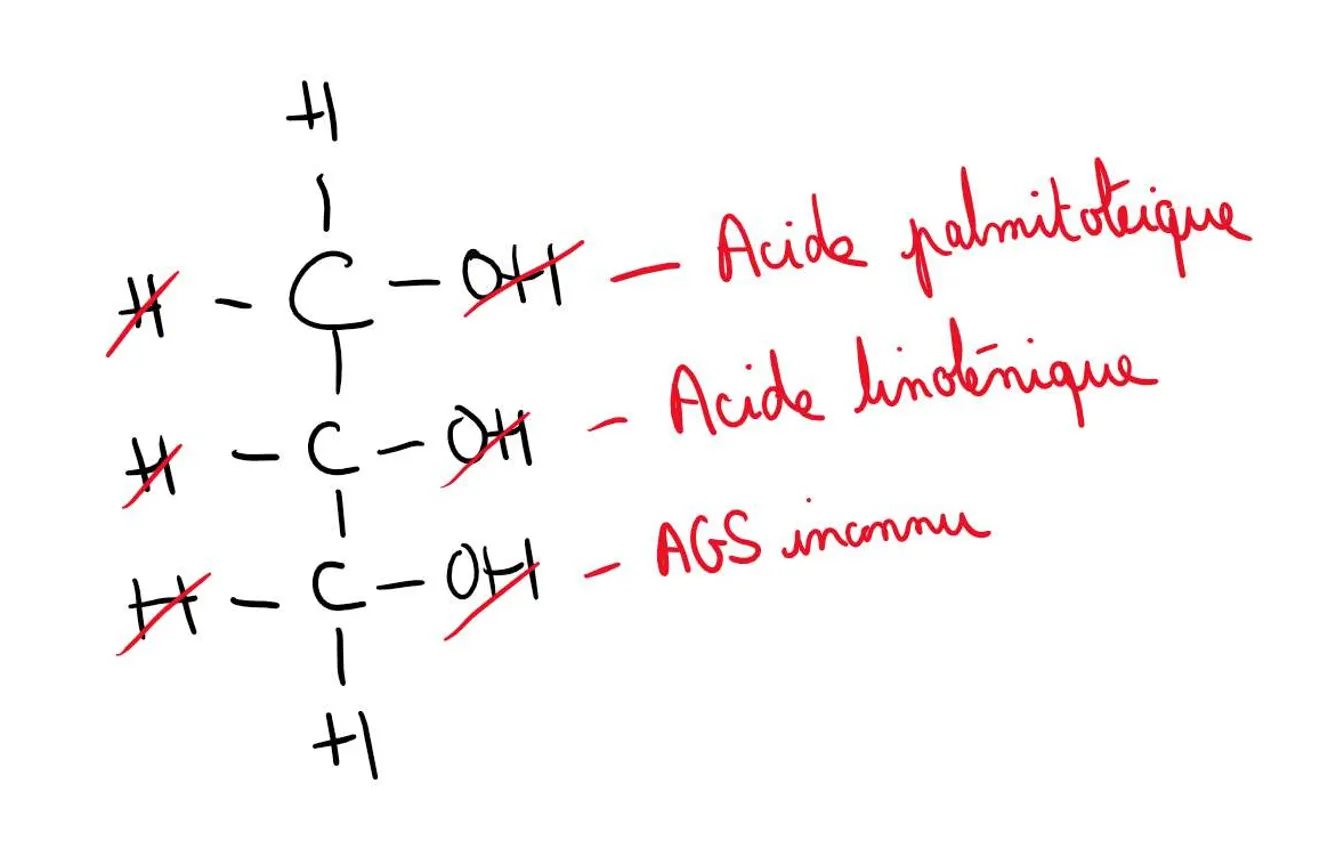 H
H - C - OH - Acide palmitoléique
H - C - OH - Acide linolénique
H - C - OH - AGS inconnu
H